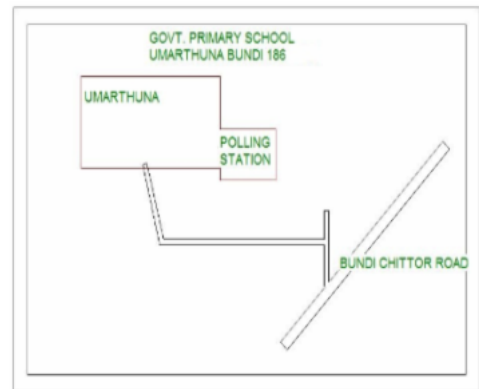 GOVT. PRIMARY SCHOOL
UMARTHUNA BUNDI 186
UMARTHUNA
POLLING
STATION
BUNDI CHITTOR ROAD